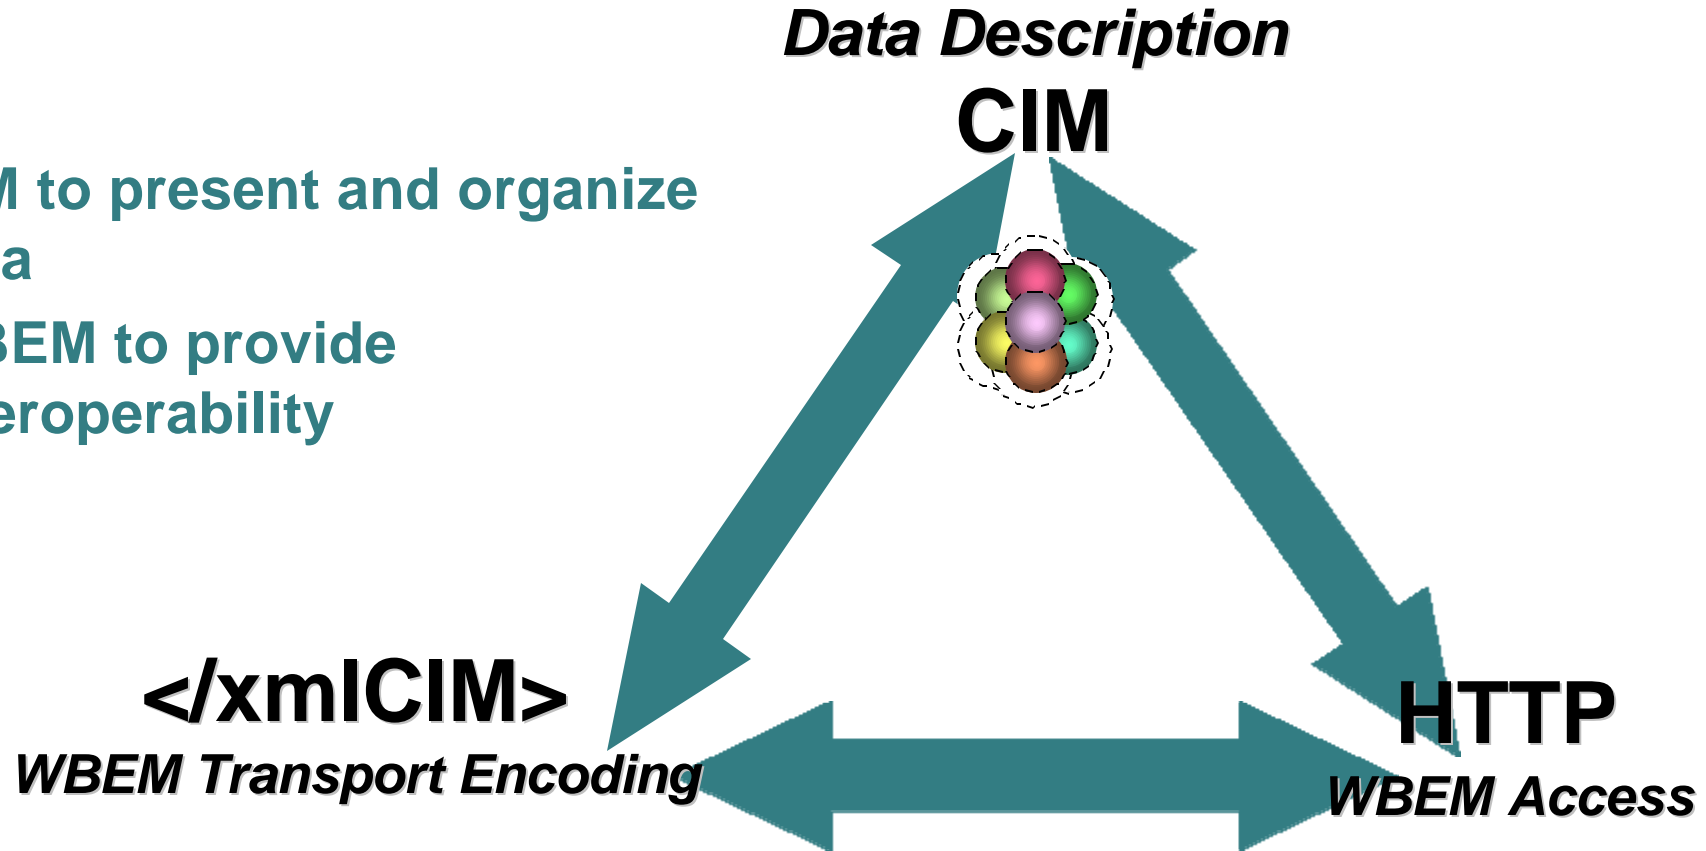 Data Description
CIM
M to present and organize
a
BEM to provide
eroperability
</xmlCIM>
WBEM Transport Encoding
HTTP
WBEM Access